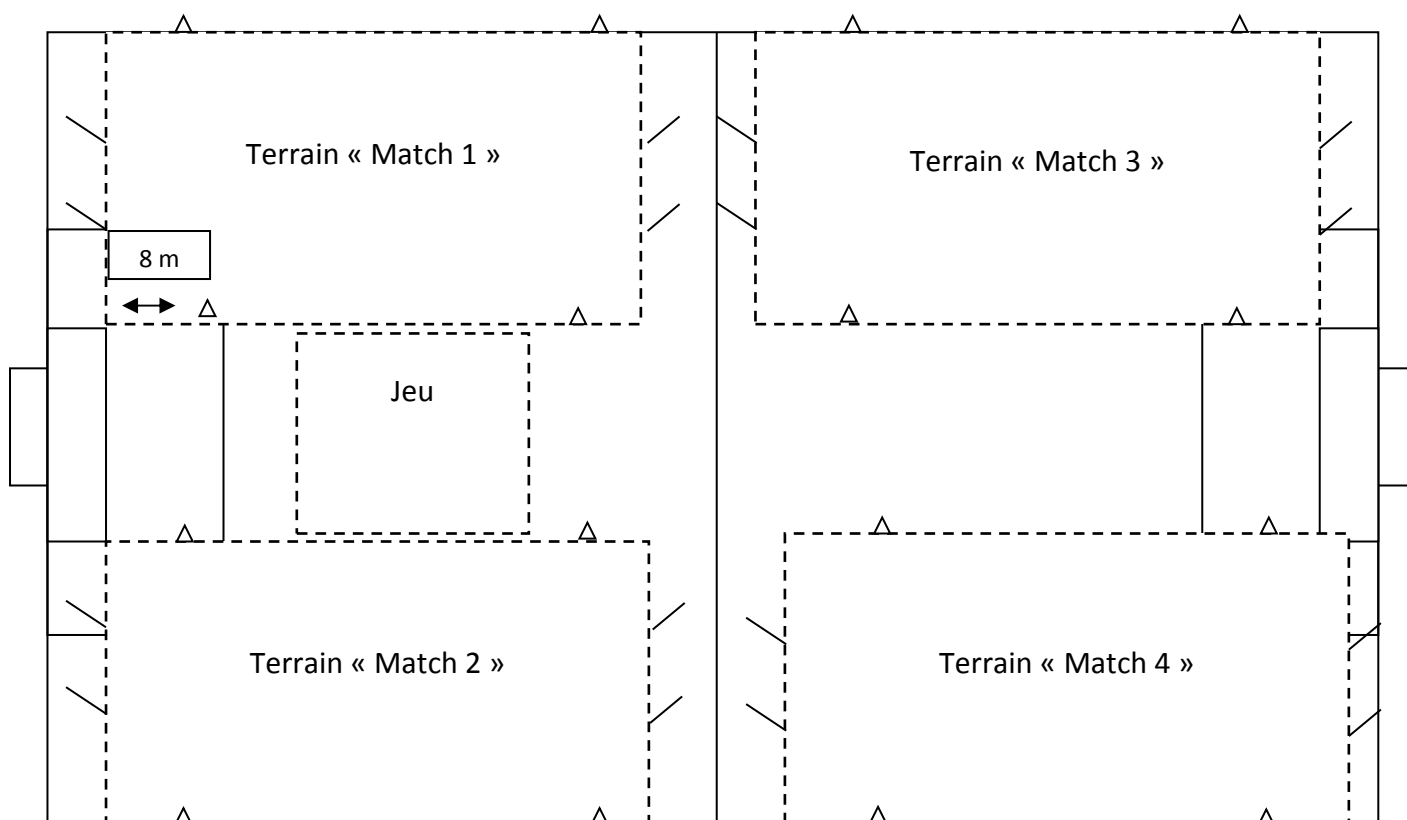 Terrain « Match 1 »
Terrain « Match 3 »
8 m
Jeu
Terrain « Match 2 »
Terrain « Match 4 »